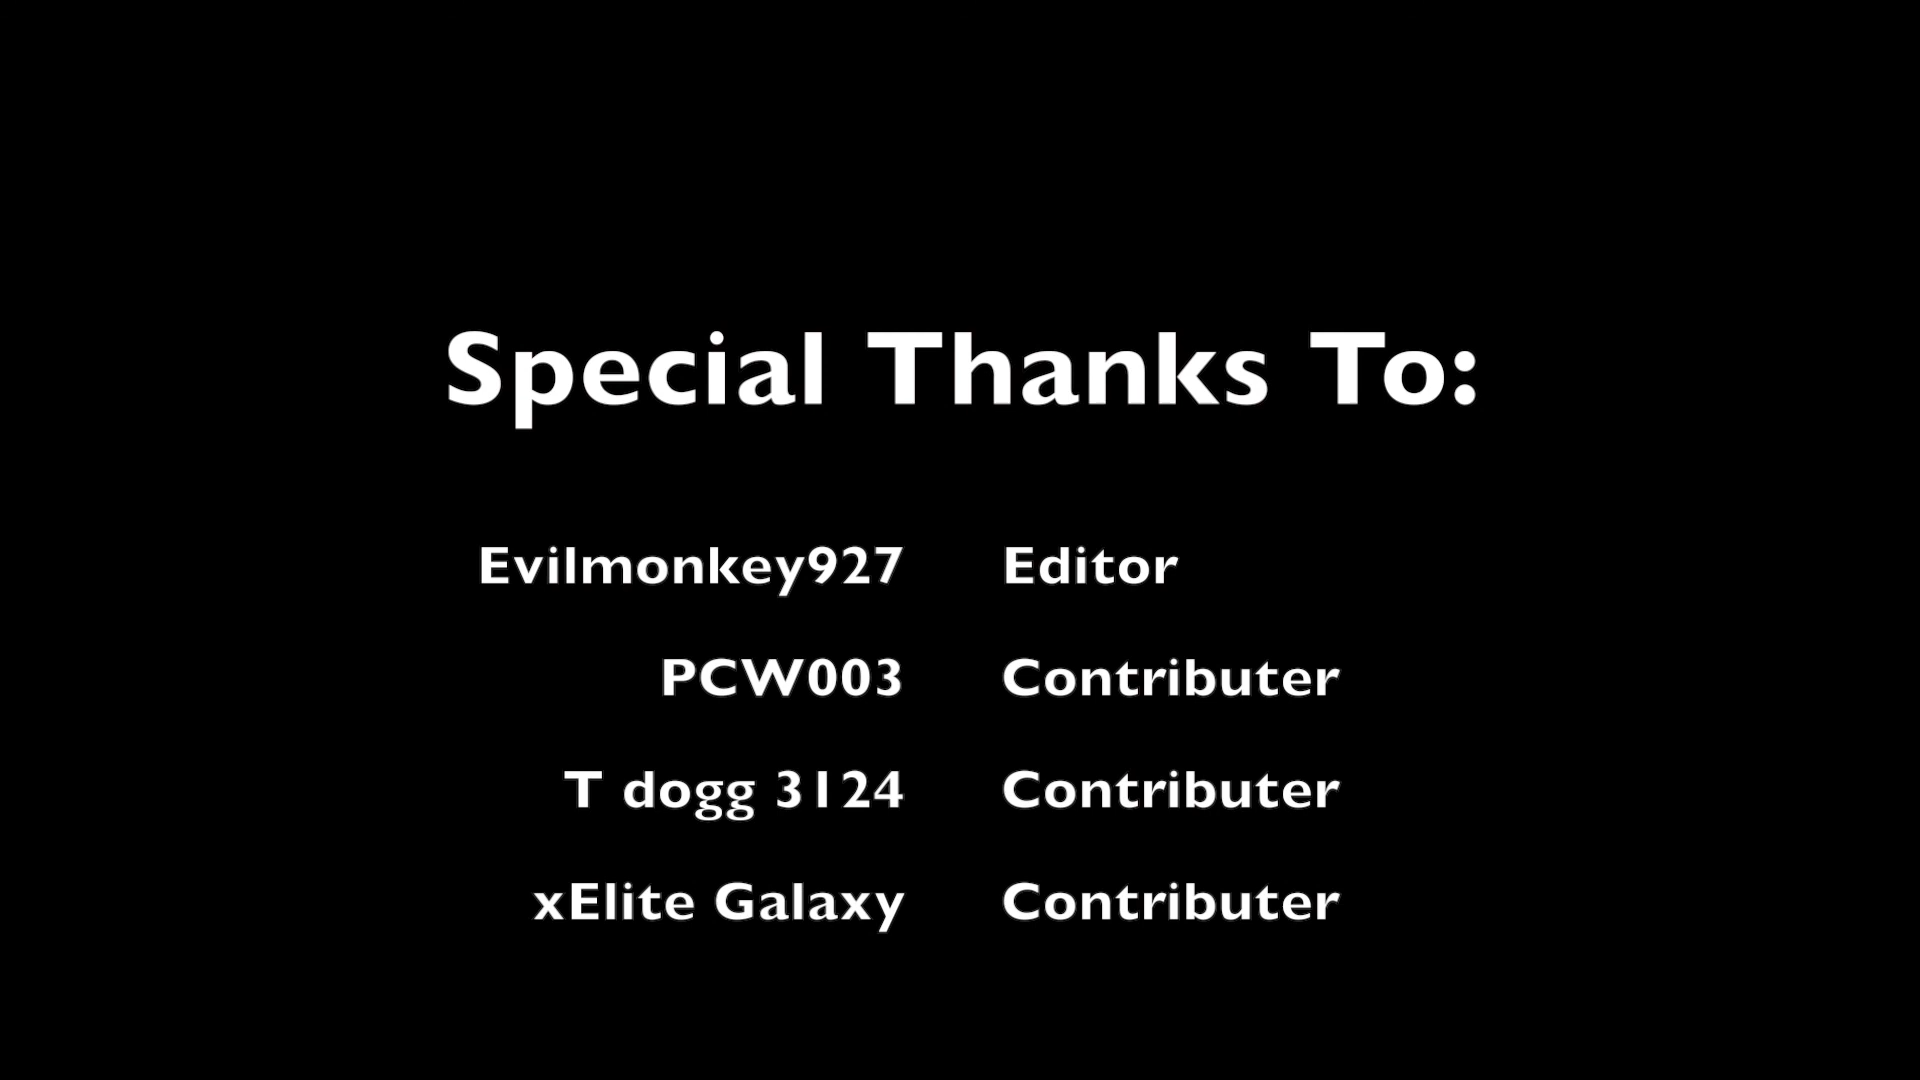 Special Thanks To:
Evilmonkey927 Editor
PCW003 Contributer
T dogg 3124 Contributer
xElite Galaxy Contributer